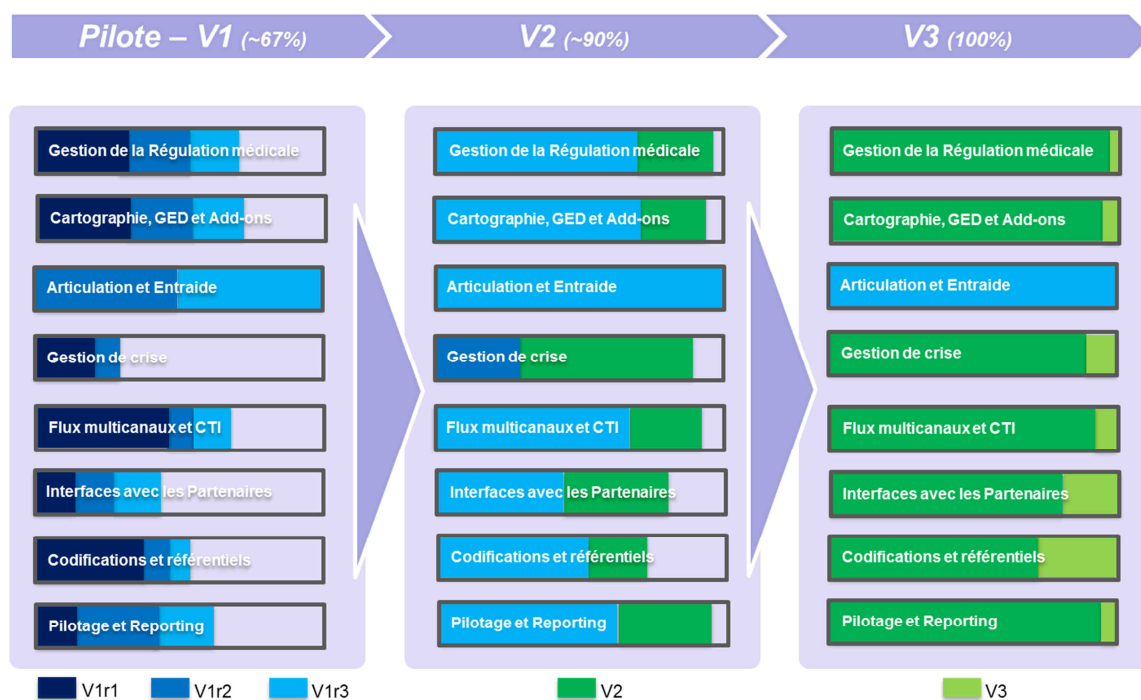 Pilote – V1 (~67%)
V2 (~90%)
V3 (100%)
Gestion de la Régulation médicale
Cartographie, GED et Add-ons
Articulation et Entraide
Gestion de crise
Flux multicanaux et CTI
Interfaces avec les Partenaires
Codifications et référentiels
Pilotage et Reporting
Gestion de la Régulation médicale
Cartographie, GED et Add-ons
Articulation et Entraide
Gestion de crise
Flux multicanaux et CTI
Interfaces avec les Partenaires
Codifications et référentiels
Pilotage et Reporting
Gestion de la Régulation médicale
Cartographie, GED et Add-ons
Articulation et Entraide
Gestion de crise
Flux multicanaux et CTI
Interfaces avec les Partenaires
Codifications et référentiels
Pilotage et Reporting
V1r1
V1r2
V1r3
V2
V3